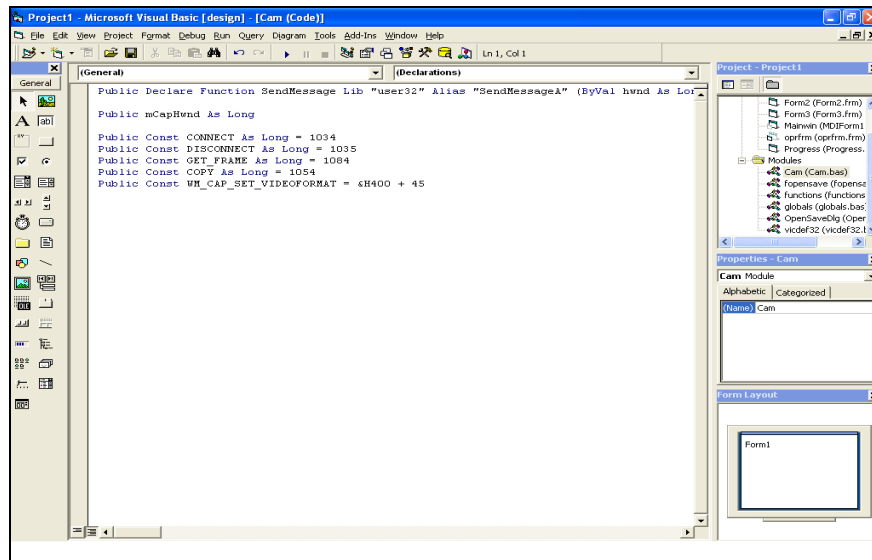 Project1 - Microsoft Visual Basic [design] - [Cam (Code)]
File Edit View Project Format Debug Run Query Diagram Tools Add-Ins Window Help
Ln 1, Col 1
General
(General)
(Declarations)
Public Declare Function SendMessage Lib "user32" Alias "SendMessageA" (ByVal hwnd As Lon
Public mCapHwnd As Long
Public Const CONNECT As Long = 1034
Public Const DISCONNECT As Long = 1035
Public Const GET_FRAME As Long = 1084
Public Const COPY As Long = 1054
Public Const WM_CAP_SET_VIDEOFORMAT = &H400 + 45
Project - Project1
Form2 (Form2.frm)
Form3 (Form3.frm)
Mainwin (MDIForm1
oprfrm (oprfrm.frm)
Progress (Progress.
Modules
Cam (Cam.bas)
fopensave (fopensa
functions (functions
globals (globals.bas)
OpenSaveDlg (Oper
vicdef32 (vicdef32.b
Properties - Cam
Cam Module
Alphabetic Categorized
(Name) Cam
Form Layout
Form1